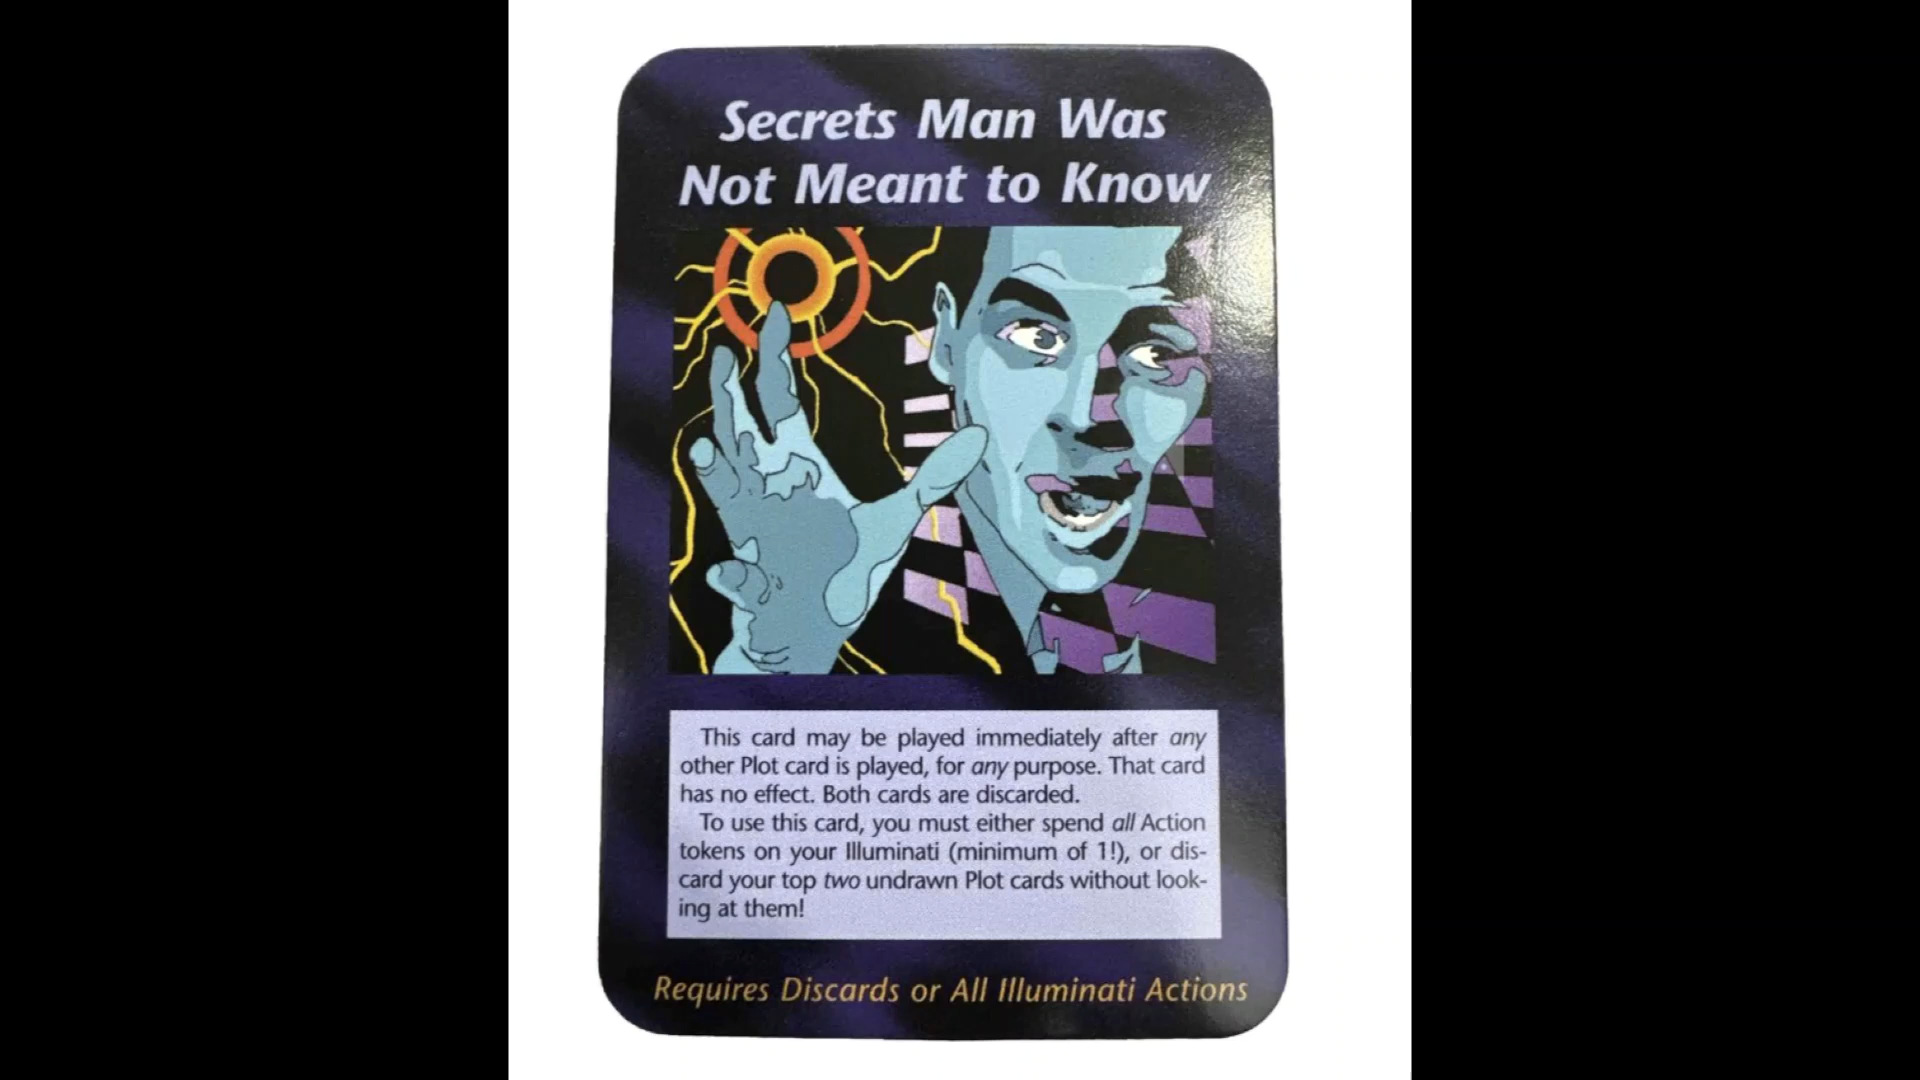 Secrets Man Was
Not Meant to Know
This card may be played immediately after any
other Plot card is played, for any purpose. That card
has no effect. Both cards are discarded.
To use this card, you must either spend all Action
tokens on your Illuminati (minimum of 1!), or dis-
card your top two undrawn Plot cards without look-
ing at them!
Requires Discards or All Illuminati Actions